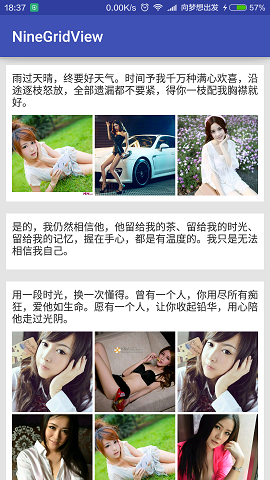 18:37
0.00K/s
向梦想出发
57%
NineGridView
雨过天晴，终要好天气。时间予我千万种满心欢喜，沿
途逐枝怒放，全部遗漏都不要紧，得你一枝配我胸襟就
好。
是的，我仍然相信他，他留给我的茶、留给我的时光、
留给我的记忆，握在手心，都是有温度的。我只是无法
相信我自己。
用一段时光，换一次懂得。曾有一个人，你用尽所有痴
狂，爱他如生命。愿有一个人，让你收起铅华，用心陪
他走过光阴。